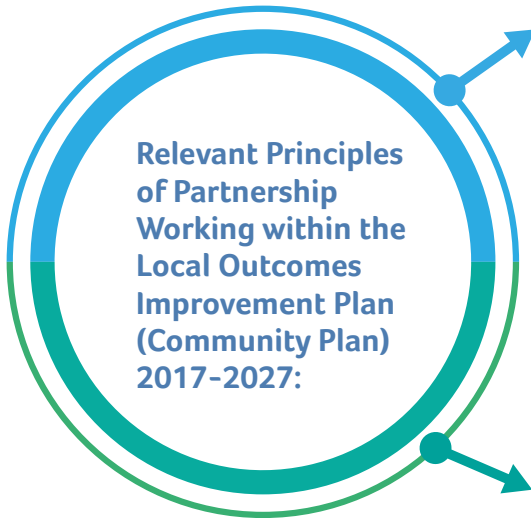 Relevant Principles
of Partnership
Working within the
Local Outcomes
Improvement Plan
(Community Plan)
2017-2027: